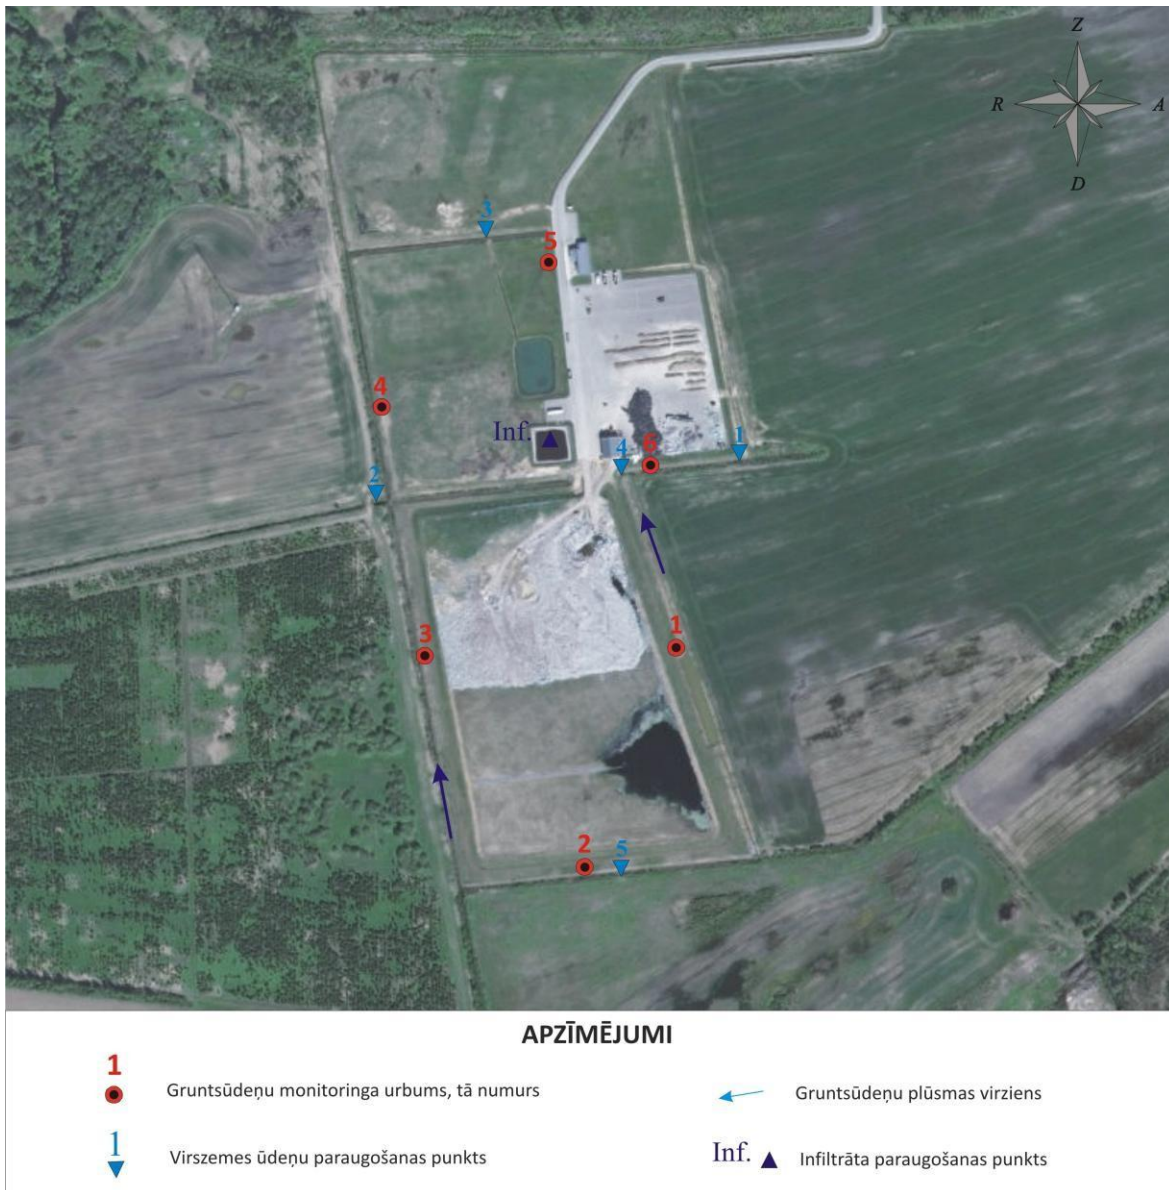 Z
R
A
D
3
5
4
Inf.
4
6
1
2
3
1
2
5
APZĪMĒJUMI
1
Gruntsūdeņu monitoringa urbums, tā numurs
Gruntsūdeņu plūsmas virziens
1
Virszemes ūdeņu paraugošanas punkts
Inf.
Infiltrāta paraugošanas punkts